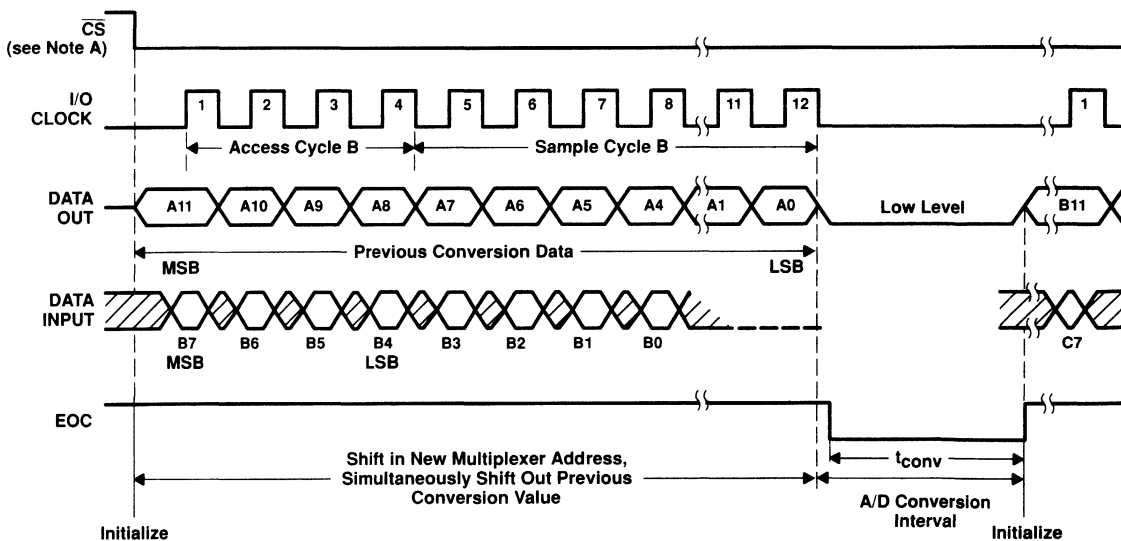 CS
(see Note A)
I/O
CLOCK
1 2 3 4 5 6 7 8 11 12 1
Access Cycle B
Sample Cycle B
DATA
OUT
A11 A10 A9 A8 A7 A6 A5 A4 A1 A0 Low Level B11
Previous Conversion Data
MSB
LSB
DATA
INPUT
B7 B6 B5 B4 B3 B2 B1 B0 C7
MSB
LSB
EOC
Shift in New Multiplexer Address,
Simultaneously Shift Out Previous
Conversion Value
tconv
A/D Conversion
Interval
Initialize
Initialize